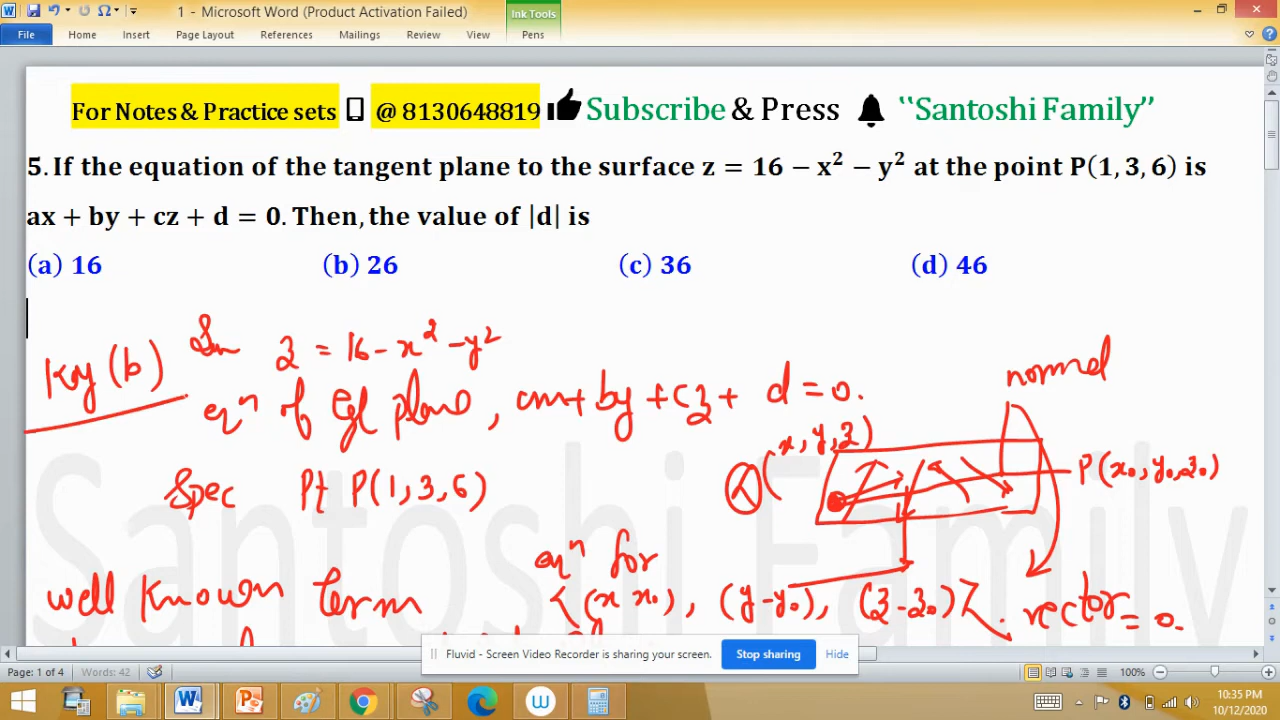 1 - Microsoft Word (Product Activation Failed)
Ink Tools
File Home Insert Page Layout References Mailings Review View Pens
For Notes & Practice sets @ 8130648819 Subscribe & Press "Santoshi Family"
5. If the equation of the tangent plane to the surface z = 16 − x² − y² at the point P(1, 3, 6) is
ax + by + cz + d = 0. Then, the value of |d| is
(a) 16 (b) 26 (c) 36 (d) 46
Key (b) Soln z = 16 - x² - y²
normal
eqn of tgt plane, ax + by + cz + d = 0.
(x, y, z)
Spec Pt P(1, 3, 6)
P(x₀, y₀, z₀)
eqn for
well known term <(x x₀), (y-y₀), (z-z₀)>. vector = 0.
Santoshi Family
Fluvid - Screen Video Recorder is sharing your screen. Stop sharing Hide
Page: 1 of 4 Words: 42 100%
10:35 PM
10/12/2020